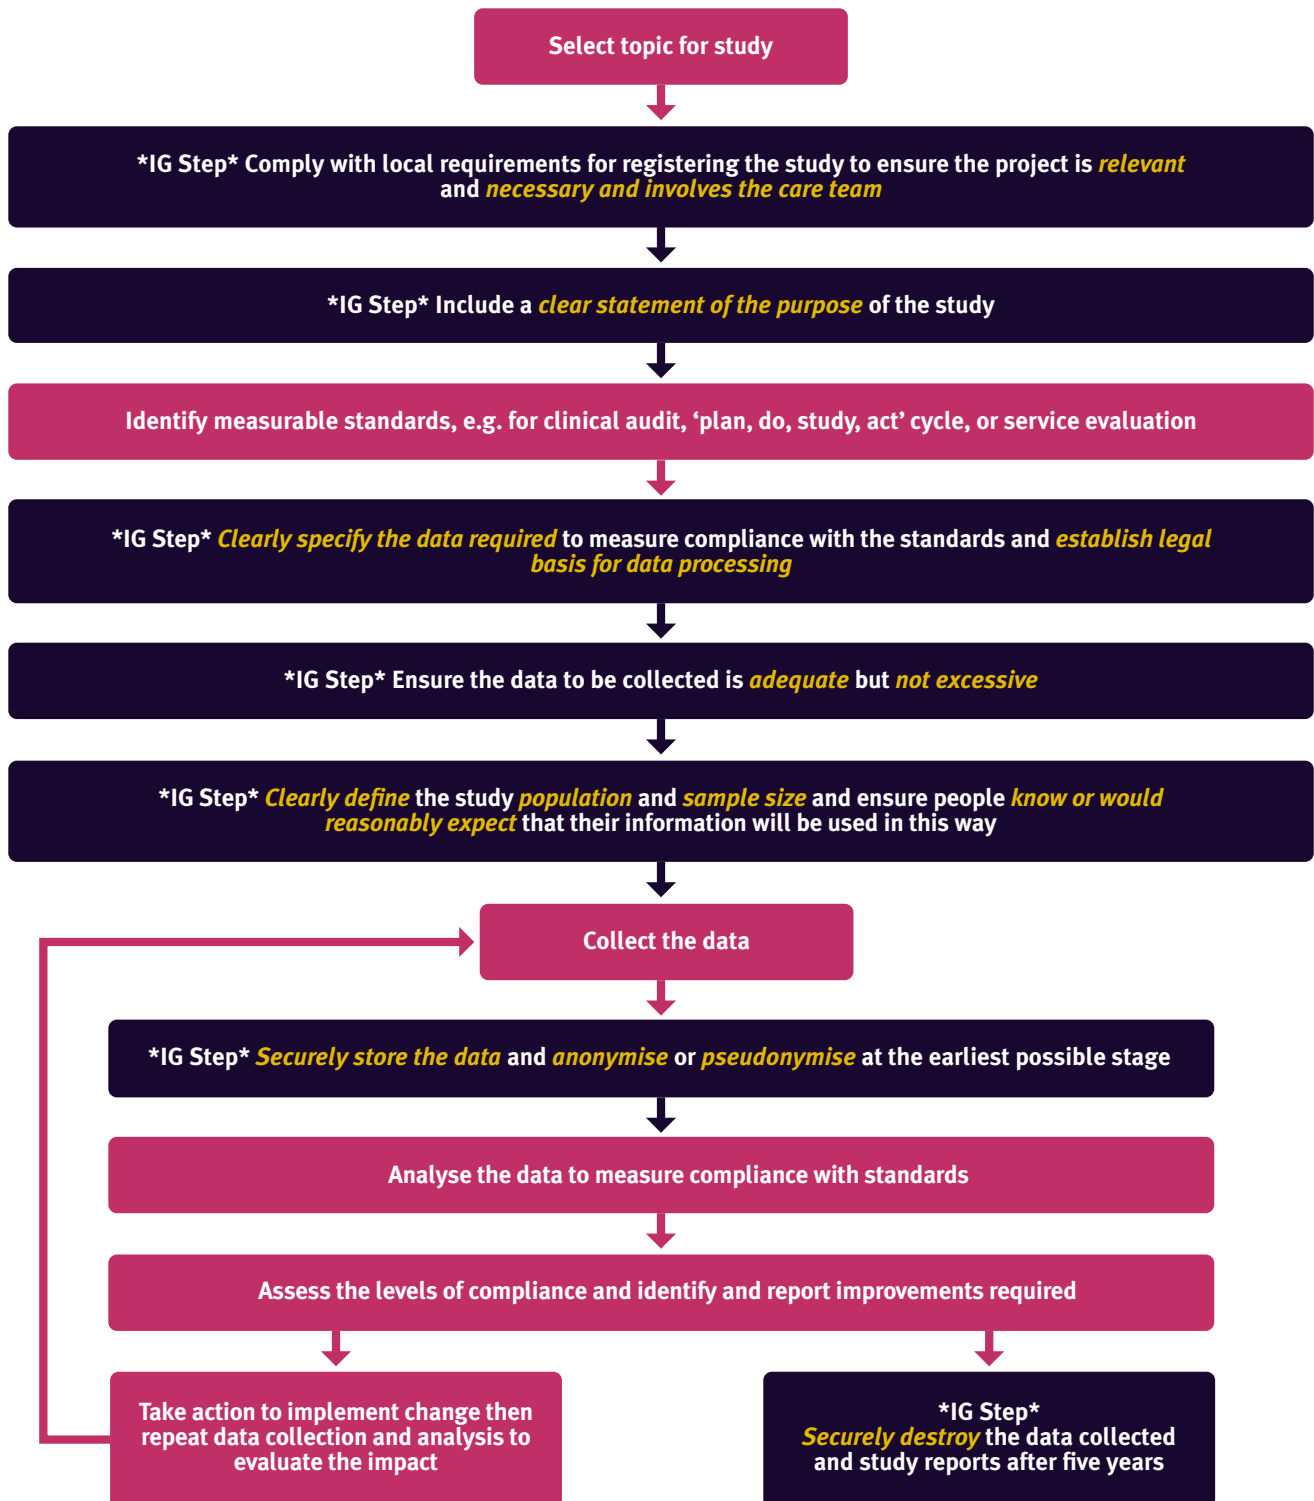 Select topic for study
*IG Step* Comply with local requirements for registering the study to ensure the project is relevant
and necessary and involves the care team
*IG Step* Include a clear statement of the purpose of the study
Identify measurable standards, e.g. for clinical audit, ‘plan, do, study, act’ cycle, or service evaluation
*IG Step* Clearly specify the data required to measure compliance with the standards and establish legal
basis for data processing
*IG Step* Ensure the data to be collected is adequate but not excessive
*IG Step* Clearly define the study population and sample size and ensure people know or would
reasonably expect that their information will be used in this way
Collect the data
*IG Step* Securely store the data and anonymise or pseudonymise at the earliest possible stage
Analyse the data to measure compliance with standards
Assess the levels of compliance and identify and report improvements required
Take action to implement change then
repeat data collection and analysis to
evaluate the impact
*IG Step*
Securely destroy the data collected
and study reports after five years